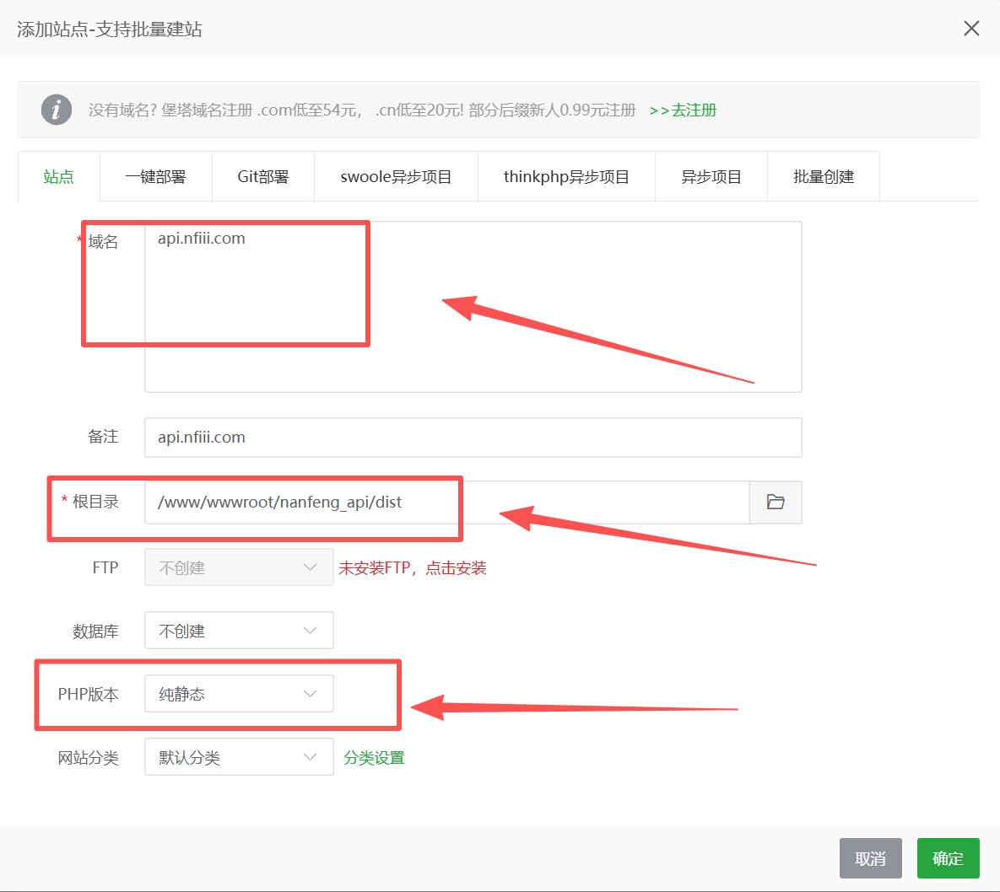 添加站点-支持批量建站
没有域名? 堡塔域名注册 .com低至54元， .cn低至20元! 部分后缀新人0.99元注册 >>去注册
站点 一键部署 Git部署 swoole异步项目 thinkphp异步项目 异步项目 批量创建
* 域名 api.nfiii.com
备注 api.nfiii.com
* 根目录 /www/wwwroot/nanfeng_api/dist
FTP 不创建 未安装FTP，点击安装
数据库 不创建
PHP版本 纯静态
网站分类 默认分类 分类设置
取消 确定